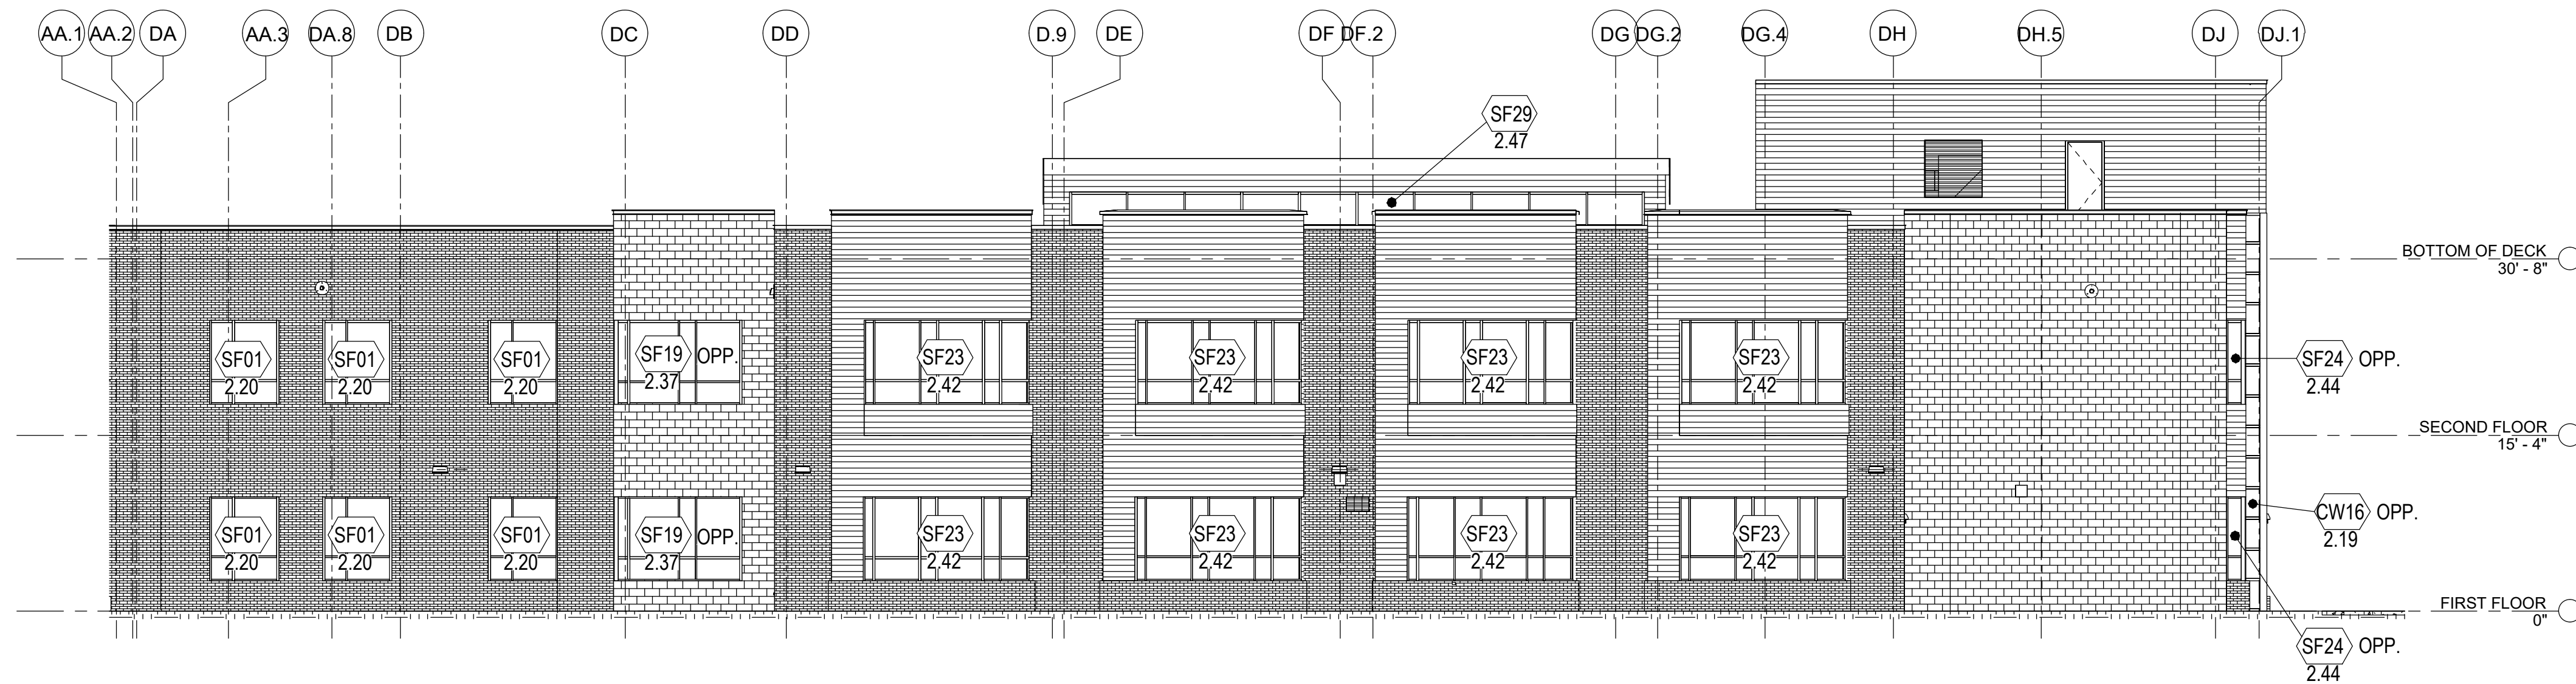 AA.1 AA.2 DA AA.3 DA.8 DB DC DD D.9 DE DF DF.2 DG DG.2 DG.4 DH DH.5 DJ DJ.1
SF29
2.47
BOTTOM OF DECK
30' - 8"
SF01 SF01 SF01 SF19 OPP. SF23 SF23 SF23 SF23 SF24 OPP.
2.20 2.20 2.20 2.37 2.42 2.42 2.42 2.42 2.44
SECOND FLOOR
15' - 4"
CW16 OPP.
2.19
SF01 SF01 SF01 SF19 OPP. SF23 SF23 SF23 SF23
2.20 2.20 2.20 2.37 2.42 2.42 2.42 2.42
FIRST FLOOR
0"
SF24 OPP.
2.44